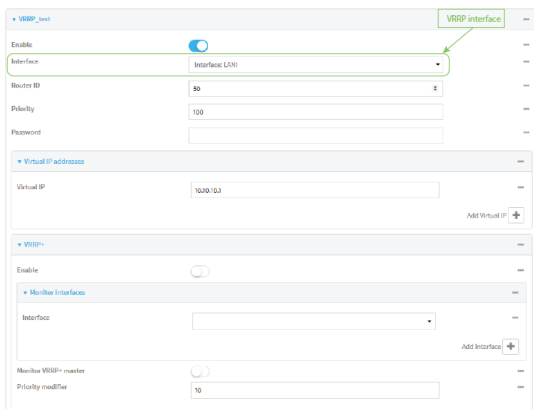 VRRP_test
VRRP interface
Enable
Interface
Interface: LAN1
Router ID
50
Priority
100
Password
Virtual IP addresses
Virtual IP
10.10.10.1
Add Virtual IP
VRRP+
Enable
Monitor Interfaces
Interface
Add Interface
Monitor VRRP+ master
Priority modifier
10